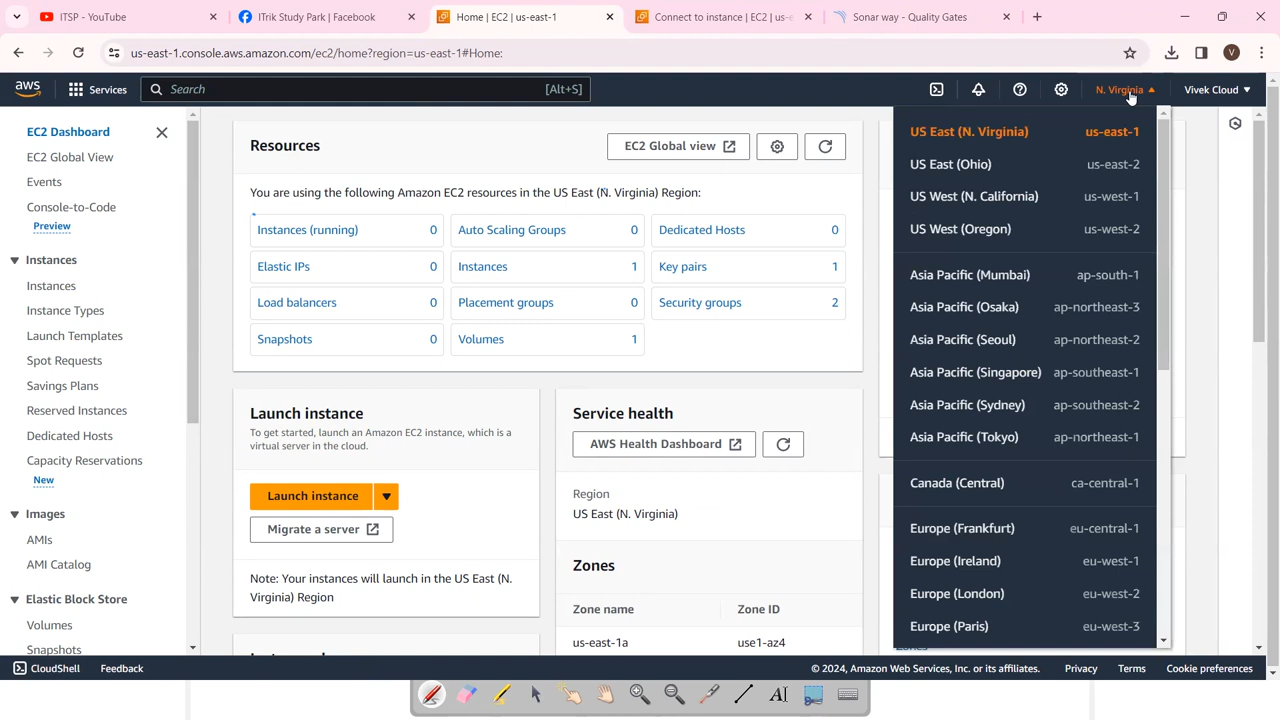 ITSP - YouTube
ITrik Study Park | Facebook
Home | EC2 | us-east-1
Connect to instance | EC2 | us-e
Sonar way - Quality Gates
us-east-1.console.aws.amazon.com/ec2/home?region=us-east-1#Home:
V
aws
Services
Search
[Alt+S]
N. Virginia
Vivek Cloud
EC2 Dashboard
EC2 Global View
Events
Console-to-Code
Preview
Instances
Instances
Instance Types
Launch Templates
Spot Requests
Savings Plans
Reserved Instances
Dedicated Hosts
Capacity Reservations
New
Images
AMIs
AMI Catalog
Elastic Block Store
Volumes
Snapshots
Resources
EC2 Global view
You are using the following Amazon EC2 resources in the US East (N. Virginia) Region:
Instances (running) 0
Auto Scaling Groups 0
Dedicated Hosts 0
Elastic IPs 0
Instances 1
Key pairs 1
Load balancers 0
Placement groups 0
Security groups 2
Snapshots 0
Volumes 1
Launch instance
To get started, launch an Amazon EC2 instance, which is a
virtual server in the cloud.
Launch instance
Migrate a server
Note: Your instances will launch in the US East (N.
Virginia) Region
Service health
AWS Health Dashboard
Region
US East (N. Virginia)
Zones
Zone name
Zone ID
us-east-1a
use1-az4
US East (N. Virginia) us-east-1
US East (Ohio) us-east-2
US West (N. California) us-west-1
US West (Oregon) us-west-2
Asia Pacific (Mumbai) ap-south-1
Asia Pacific (Osaka) ap-northeast-3
Asia Pacific (Seoul) ap-northeast-2
Asia Pacific (Singapore) ap-southeast-1
Asia Pacific (Sydney) ap-southeast-2
Asia Pacific (Tokyo) ap-northeast-1
Canada (Central) ca-central-1
Europe (Frankfurt) eu-central-1
Europe (Ireland) eu-west-1
Europe (London) eu-west-2
Europe (Paris) eu-west-3
CloudShell
Feedback
© 2024, Amazon Web Services, Inc. or its affiliates.
Privacy
Terms
Cookie preferences